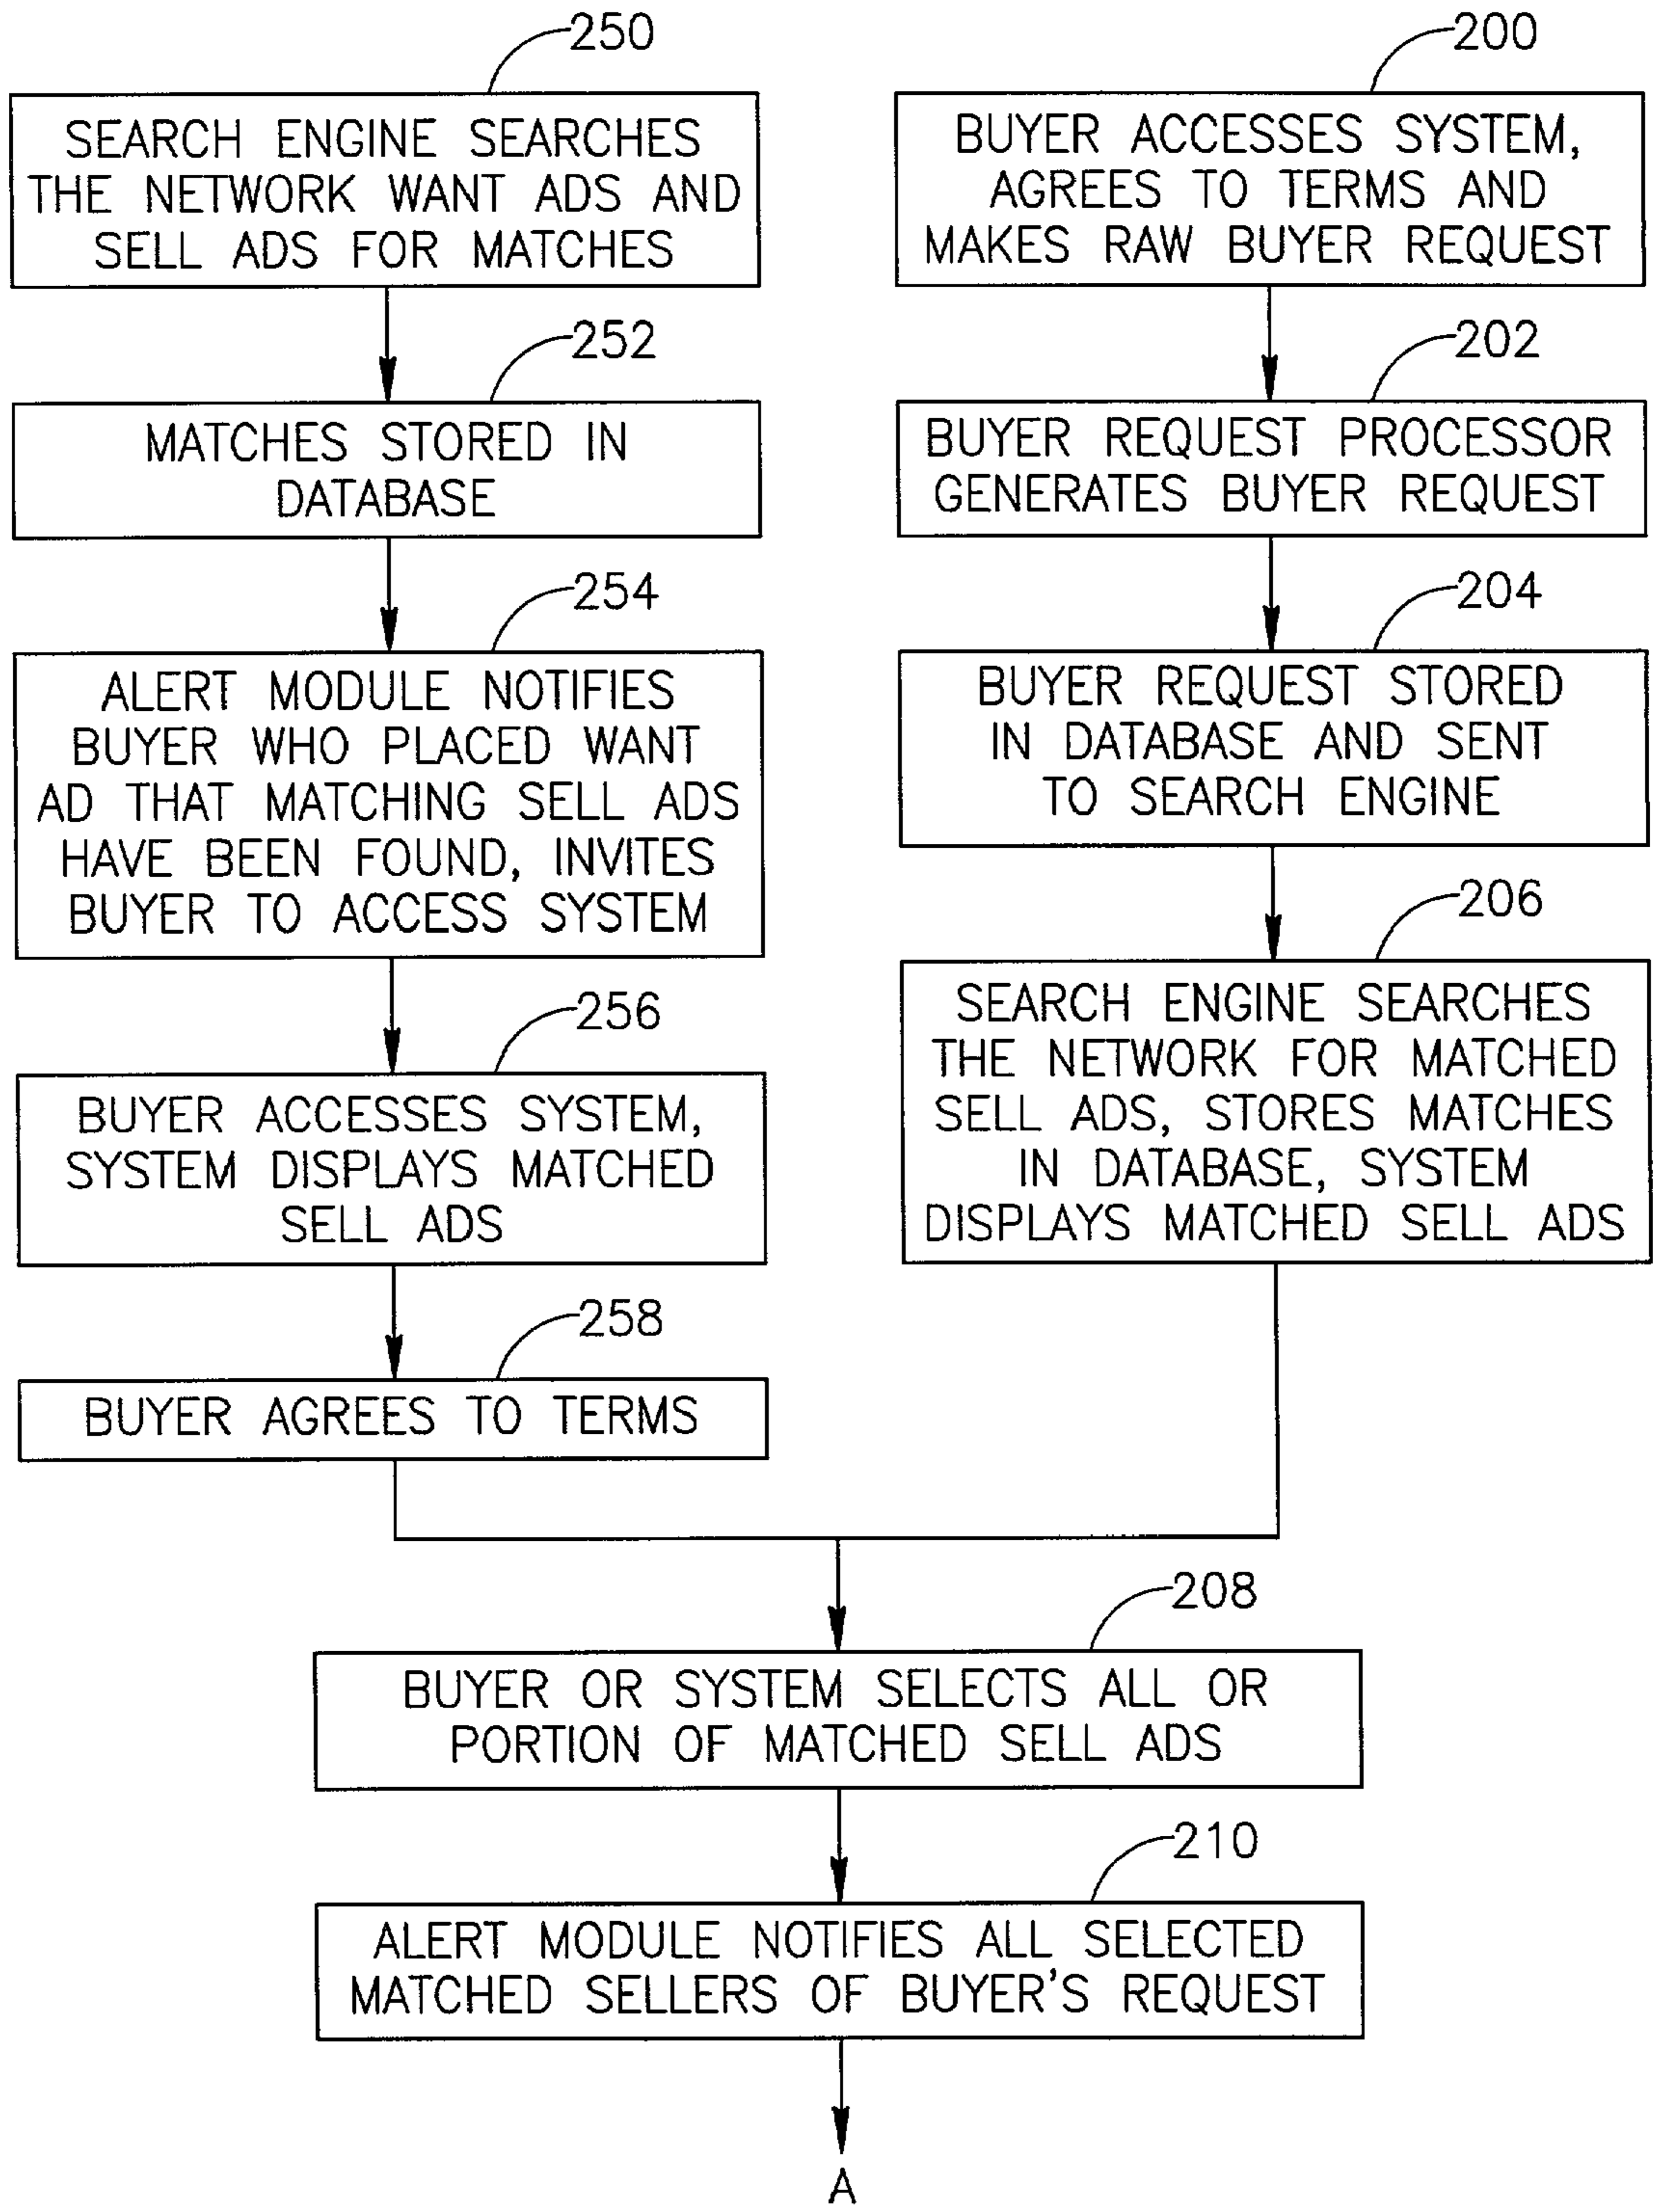 250
SEARCH ENGINE SEARCHES
THE NETWORK WANT ADS AND
SELL ADS FOR MATCHES
252
MATCHES STORED IN
DATABASE
254
ALERT MODULE NOTIFIES
BUYER WHO PLACED WANT
AD THAT MATCHING SELL ADS
HAVE BEEN FOUND, INVITES
BUYER TO ACCESS SYSTEM
256
BUYER ACCESSES SYSTEM,
SYSTEM DISPLAYS MATCHED
SELL ADS
258
BUYER AGREES TO TERMS
200
BUYER ACCESSES SYSTEM,
AGREES TO TERMS AND
MAKES RAW BUYER REQUEST
202
BUYER REQUEST PROCESSOR
GENERATES BUYER REQUEST
204
BUYER REQUEST STORED
IN DATABASE AND SENT
TO SEARCH ENGINE
206
SEARCH ENGINE SEARCHES
THE NETWORK FOR MATCHED
SELL ADS, STORES MATCHES
IN DATABASE, SYSTEM
DISPLAYS MATCHED SELL ADS
208
BUYER OR SYSTEM SELECTS ALL OR
PORTION OF MATCHED SELL ADS
210
ALERT MODULE NOTIFIES ALL SELECTED
MATCHED SELLERS OF BUYER'S REQUEST
A